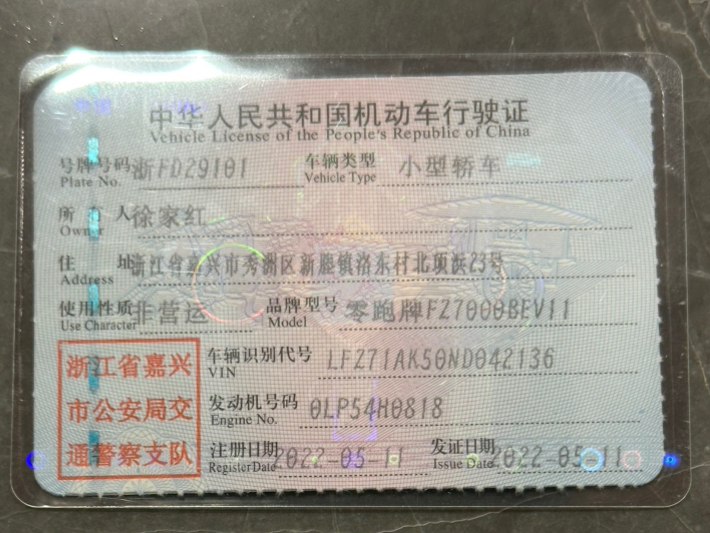 中华人民共和国机动车行驶证
Vehicle License of the People's Republic of China
号牌号码 浙FD29101 车辆类型 小型轿车
Plate No. Vehicle Type
所有人 徐家红
Owner
住址 浙江省嘉兴市秀洲区新塍镇洛东村北项浜23号
Address
使用性质 非营运 品牌型号 零跑牌FZ7000BEV11
Use Character Model
浙江省嘉兴 车辆识别代号 LFZ71AK50ND042136
VIN
市公安局交 发动机号码 0LP54H0818
Engine No.
通警察支队 注册日期 2022-05-11 发证日期 2022-05-11
Register Date Issue Date